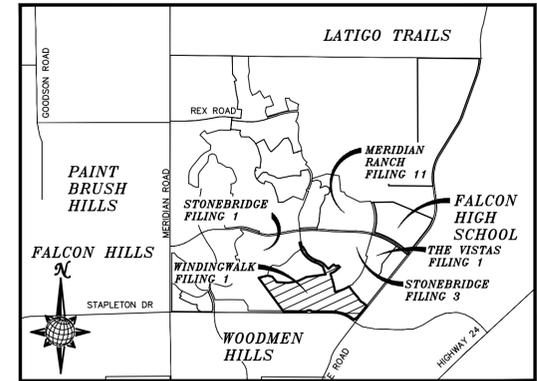 LATIGO TRAILS
GOODSON ROAD
REX ROAD
MERIDIAN
RANCH
FILING 11
PAINT
BRUSH
HILLS
MERIDIAN ROAD
STONEBRIDGE
FILING 1
FALCON
HIGH
SCHOOL
FALCON HILLS
THE VISTAS
FILING 1
N
WINDINGWALK
FILING 1
STONEBRIDGE
FILING 3
STAPLETON DR
WOODMEN
HILLS
E ROAD
HIGHWAY 24